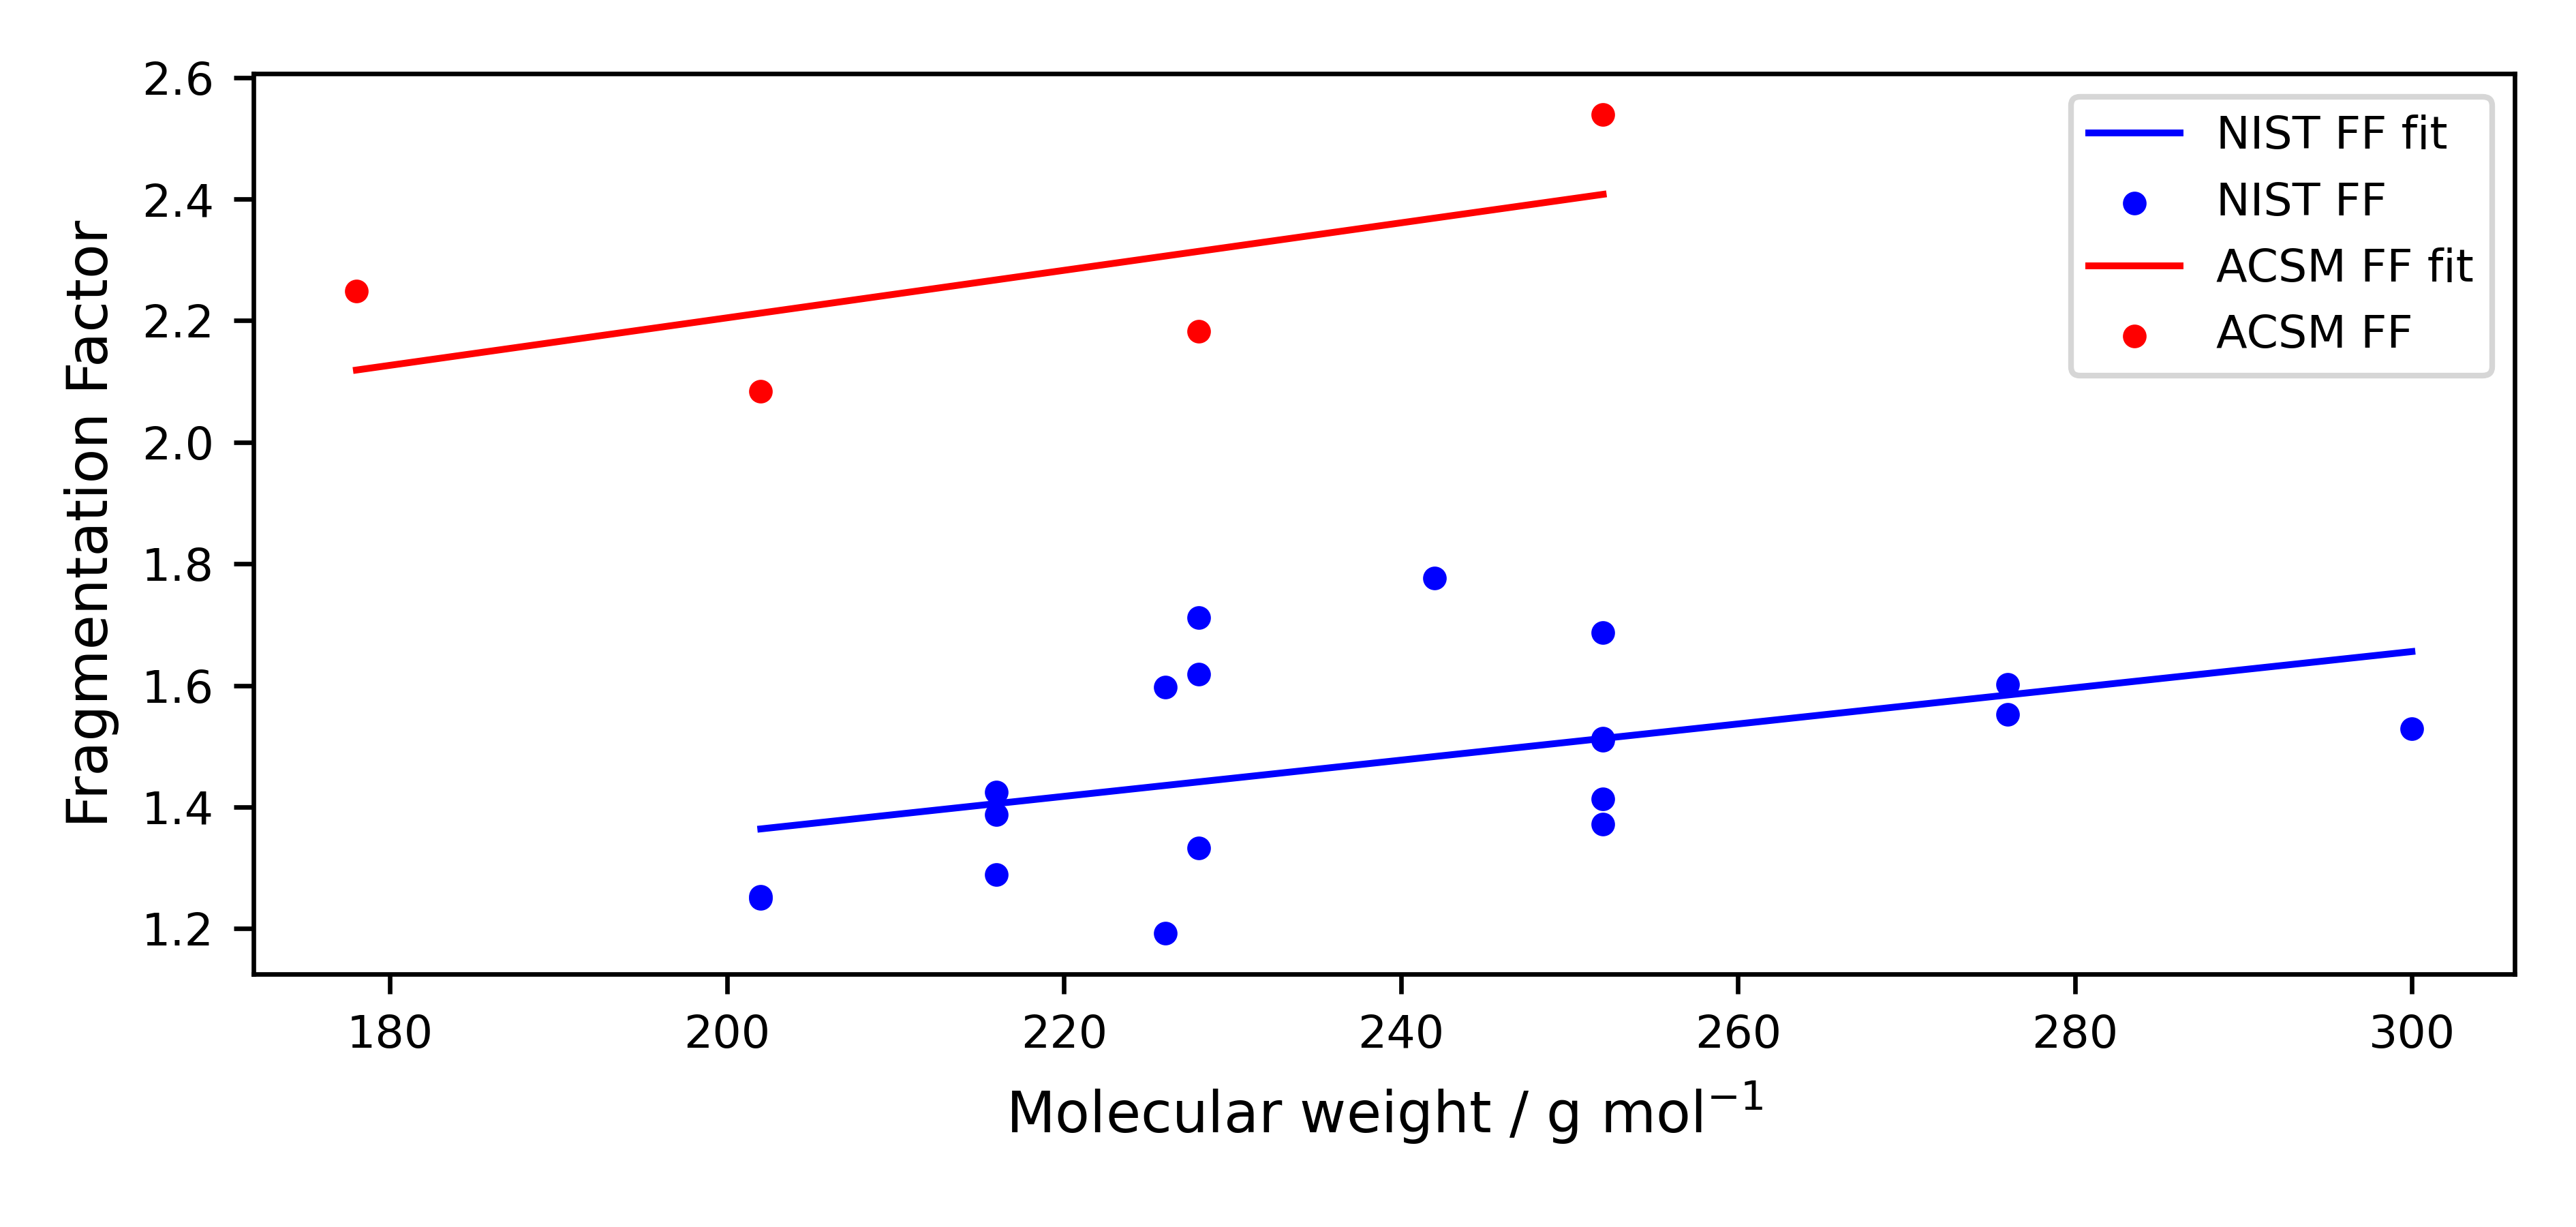 2.6
2.4
2.2
2.0
1.8
1.6
1.4
1.2
Fragmentation Factor
NIST FF fit
NIST FF
ACSM FF fit
ACSM FF
180 200 220 240 260 280 300
Molecular weight / g mol⁻¹